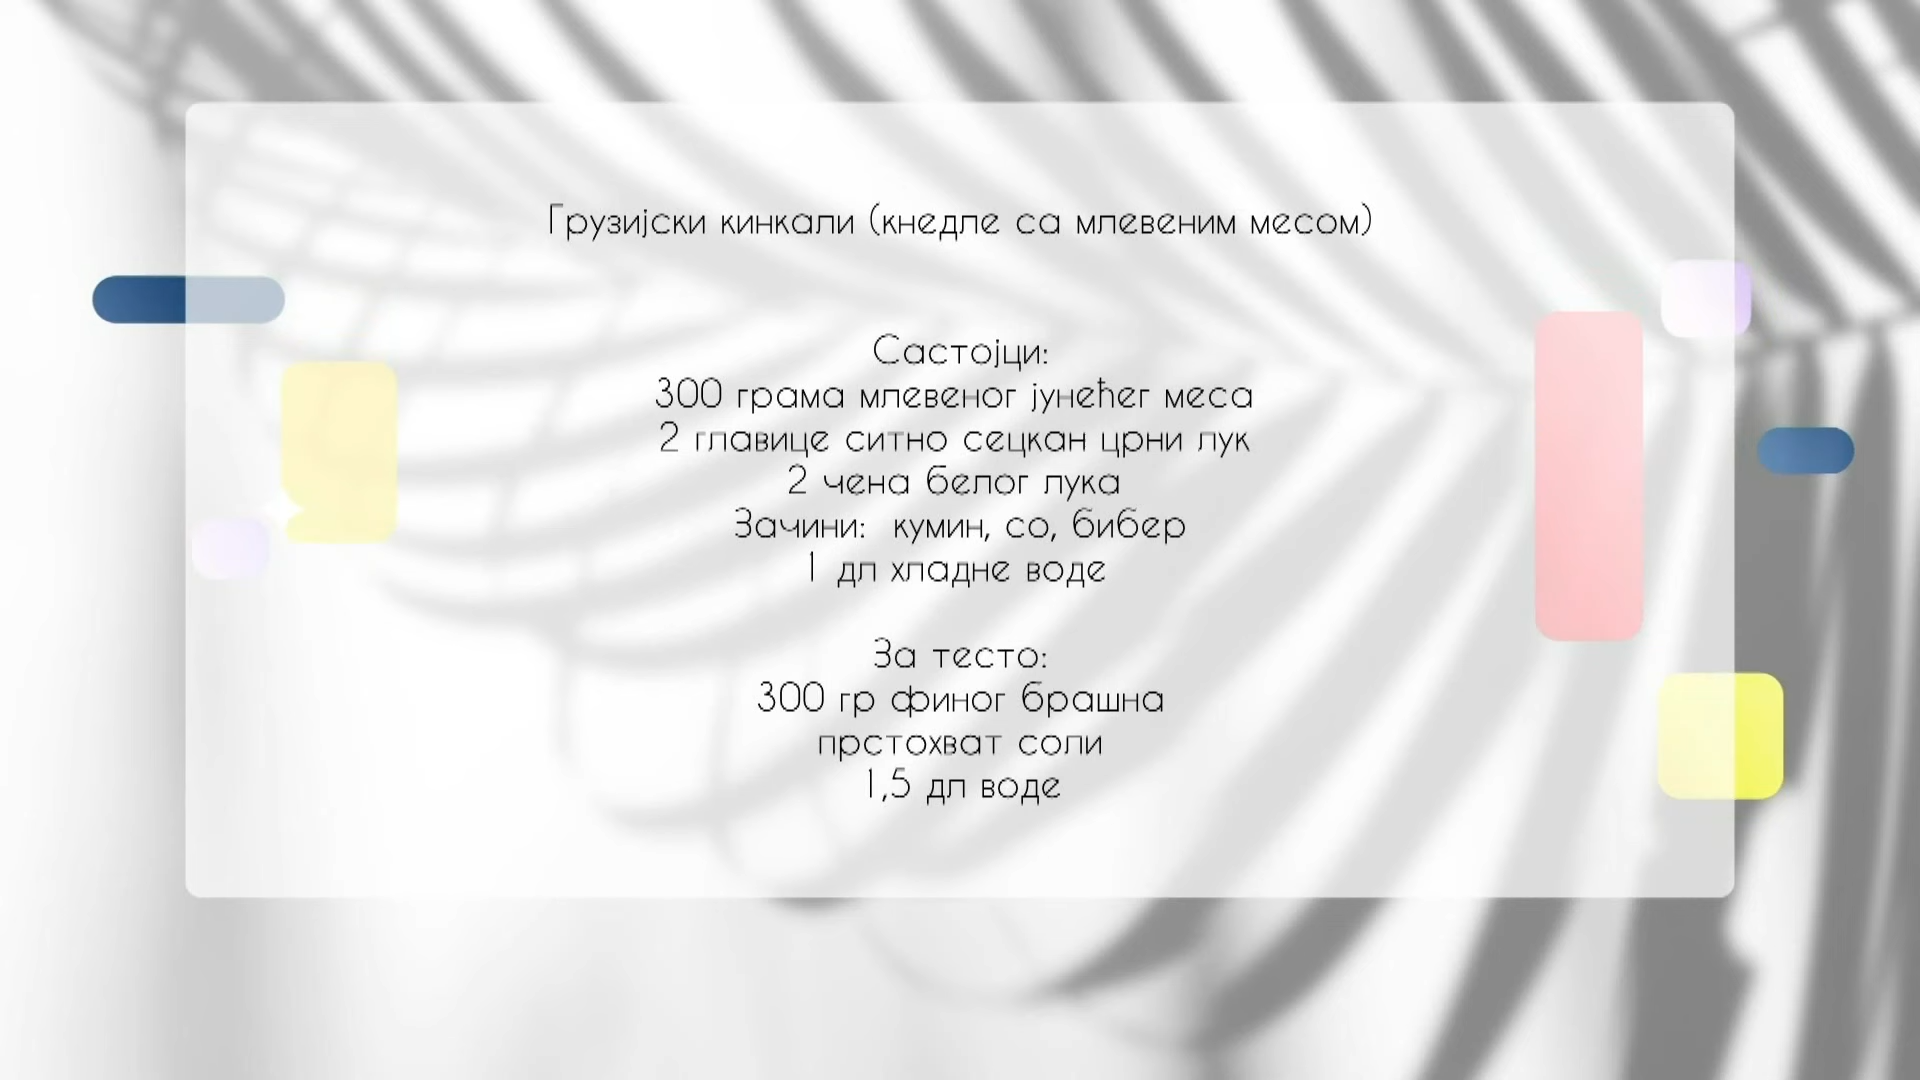 Грузијски кинкали (кнедле са млевеним месом)
Састојци:
300 грама млевеног јунећег меса
2 главице ситно сецкан црни лук
2 чена белог лука
Зачини: кумин, со, бибер
1 дл хладне воде
За тесто:
300 гр финог брашна
прстохват соли
1,5 дл воде